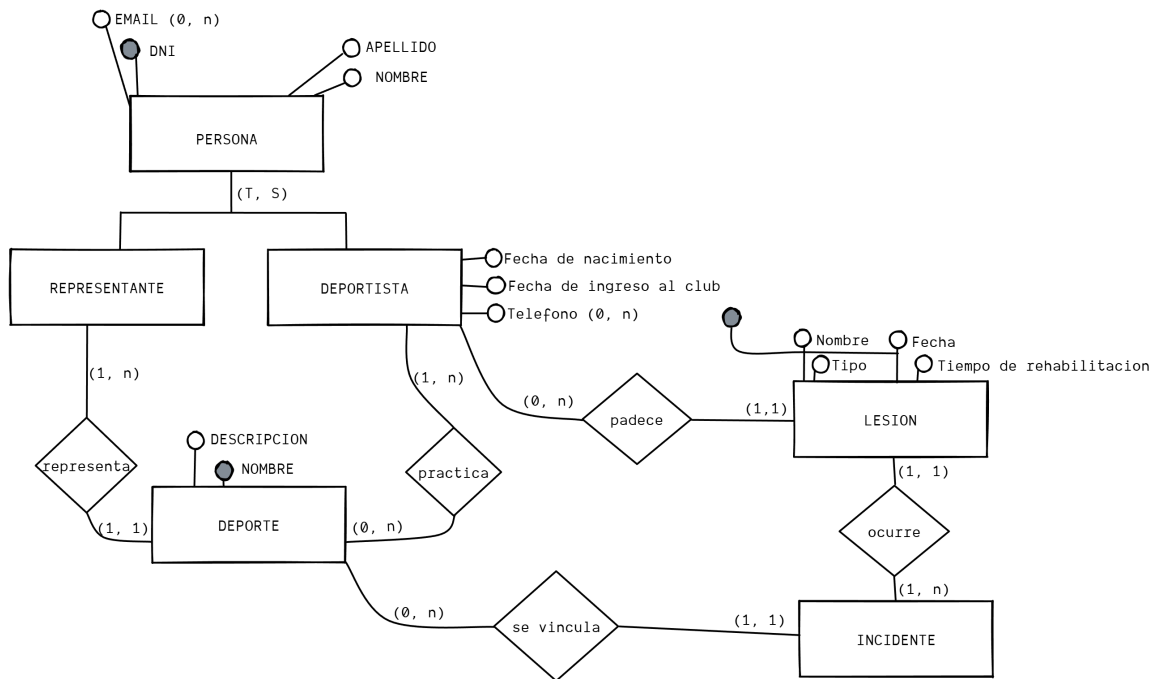 EMAIL (0, n)
DNI
APELLIDO
NOMBRE
PERSONA
(T, S)
REPRESENTANTE
DEPORTISTA
Fecha de nacimiento
Fecha de ingreso al club
Telefono (0, n)
Nombre
Fecha
Tipo
Tiempo de rehabilitacion
(1, n)
(1, n)
(0, n)
padece
(1,1)
LESION
representa
DESCRIPCION
NOMBRE
practica
(1, 1)
(1, 1)
DEPORTE
(0, n)
ocurre
(0, n)
se vincula
(1, 1)
(1, n)
INCIDENTE